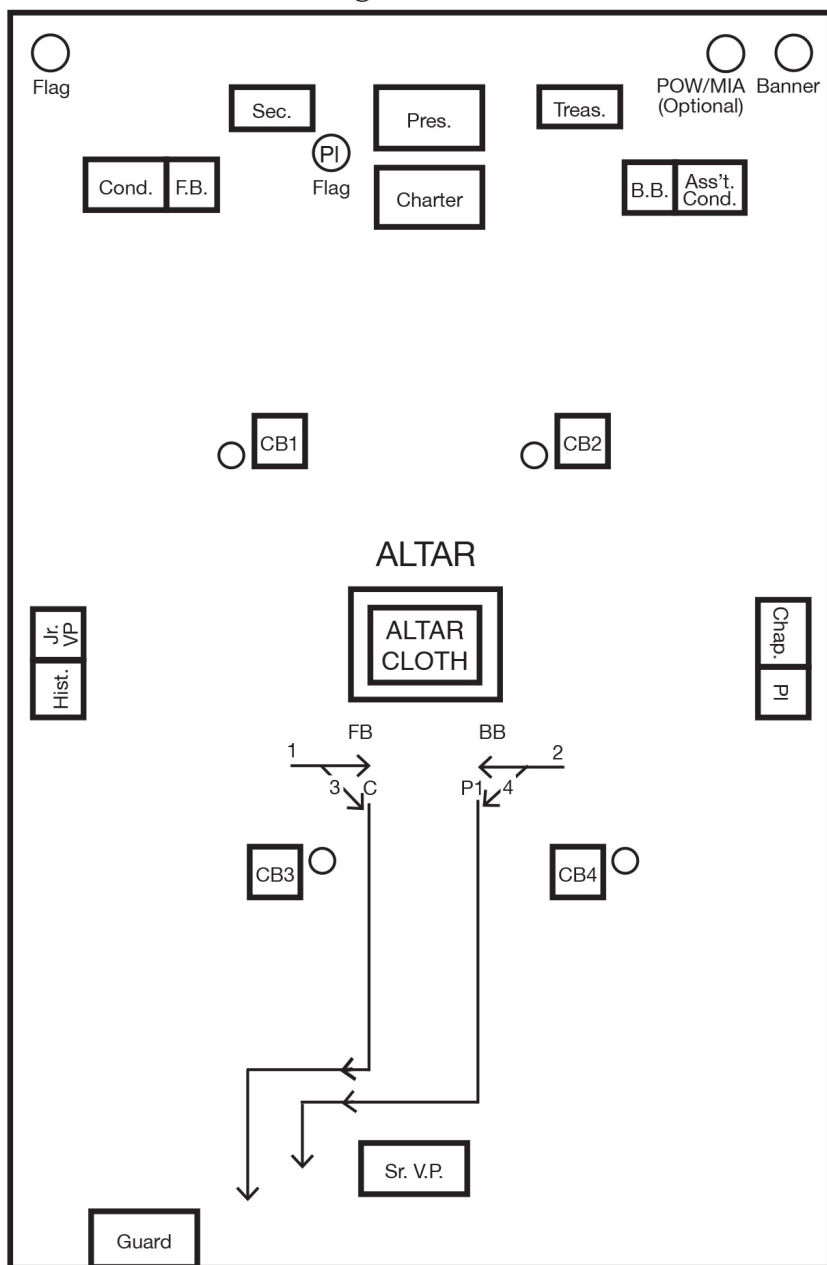 Flag
POW/MIA
(Optional)
Banner
Sec.
Pres.
Treas.
PI
Flag
Cond.
F.B.
Charter
B.B.
Ass't.
Cond.
CB1
CB2
ALTAR
ALTAR
CLOTH
Jr.
VP
Hist.
Chap.
PI
FB
BB
1
2
3
C
P1
4
CB3
CB4
Sr. V.P.
Guard